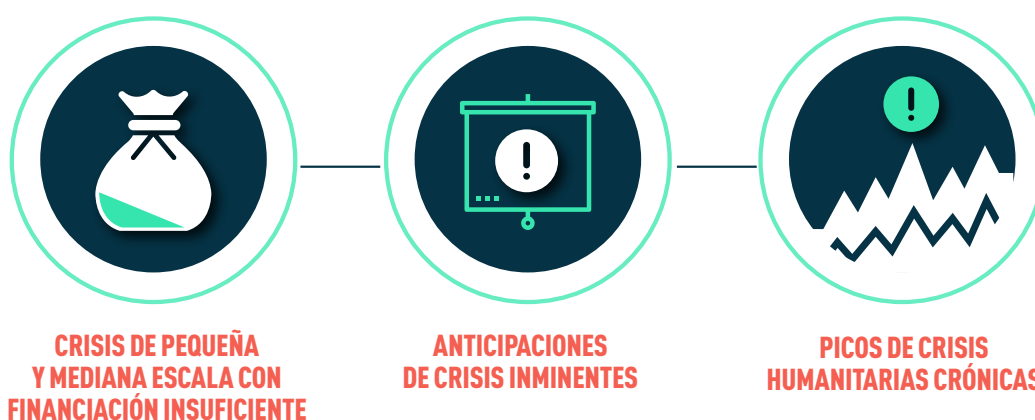 CRISIS DE PEQUEÑA
Y MEDIANA ESCALA CON
FINANCIACIÓN INSUFICIENTE
ANTICIPACIONES
DE CRISIS INMINENTES
PICOS DE CRISIS
HUMANITARIAS CRÓNICAS